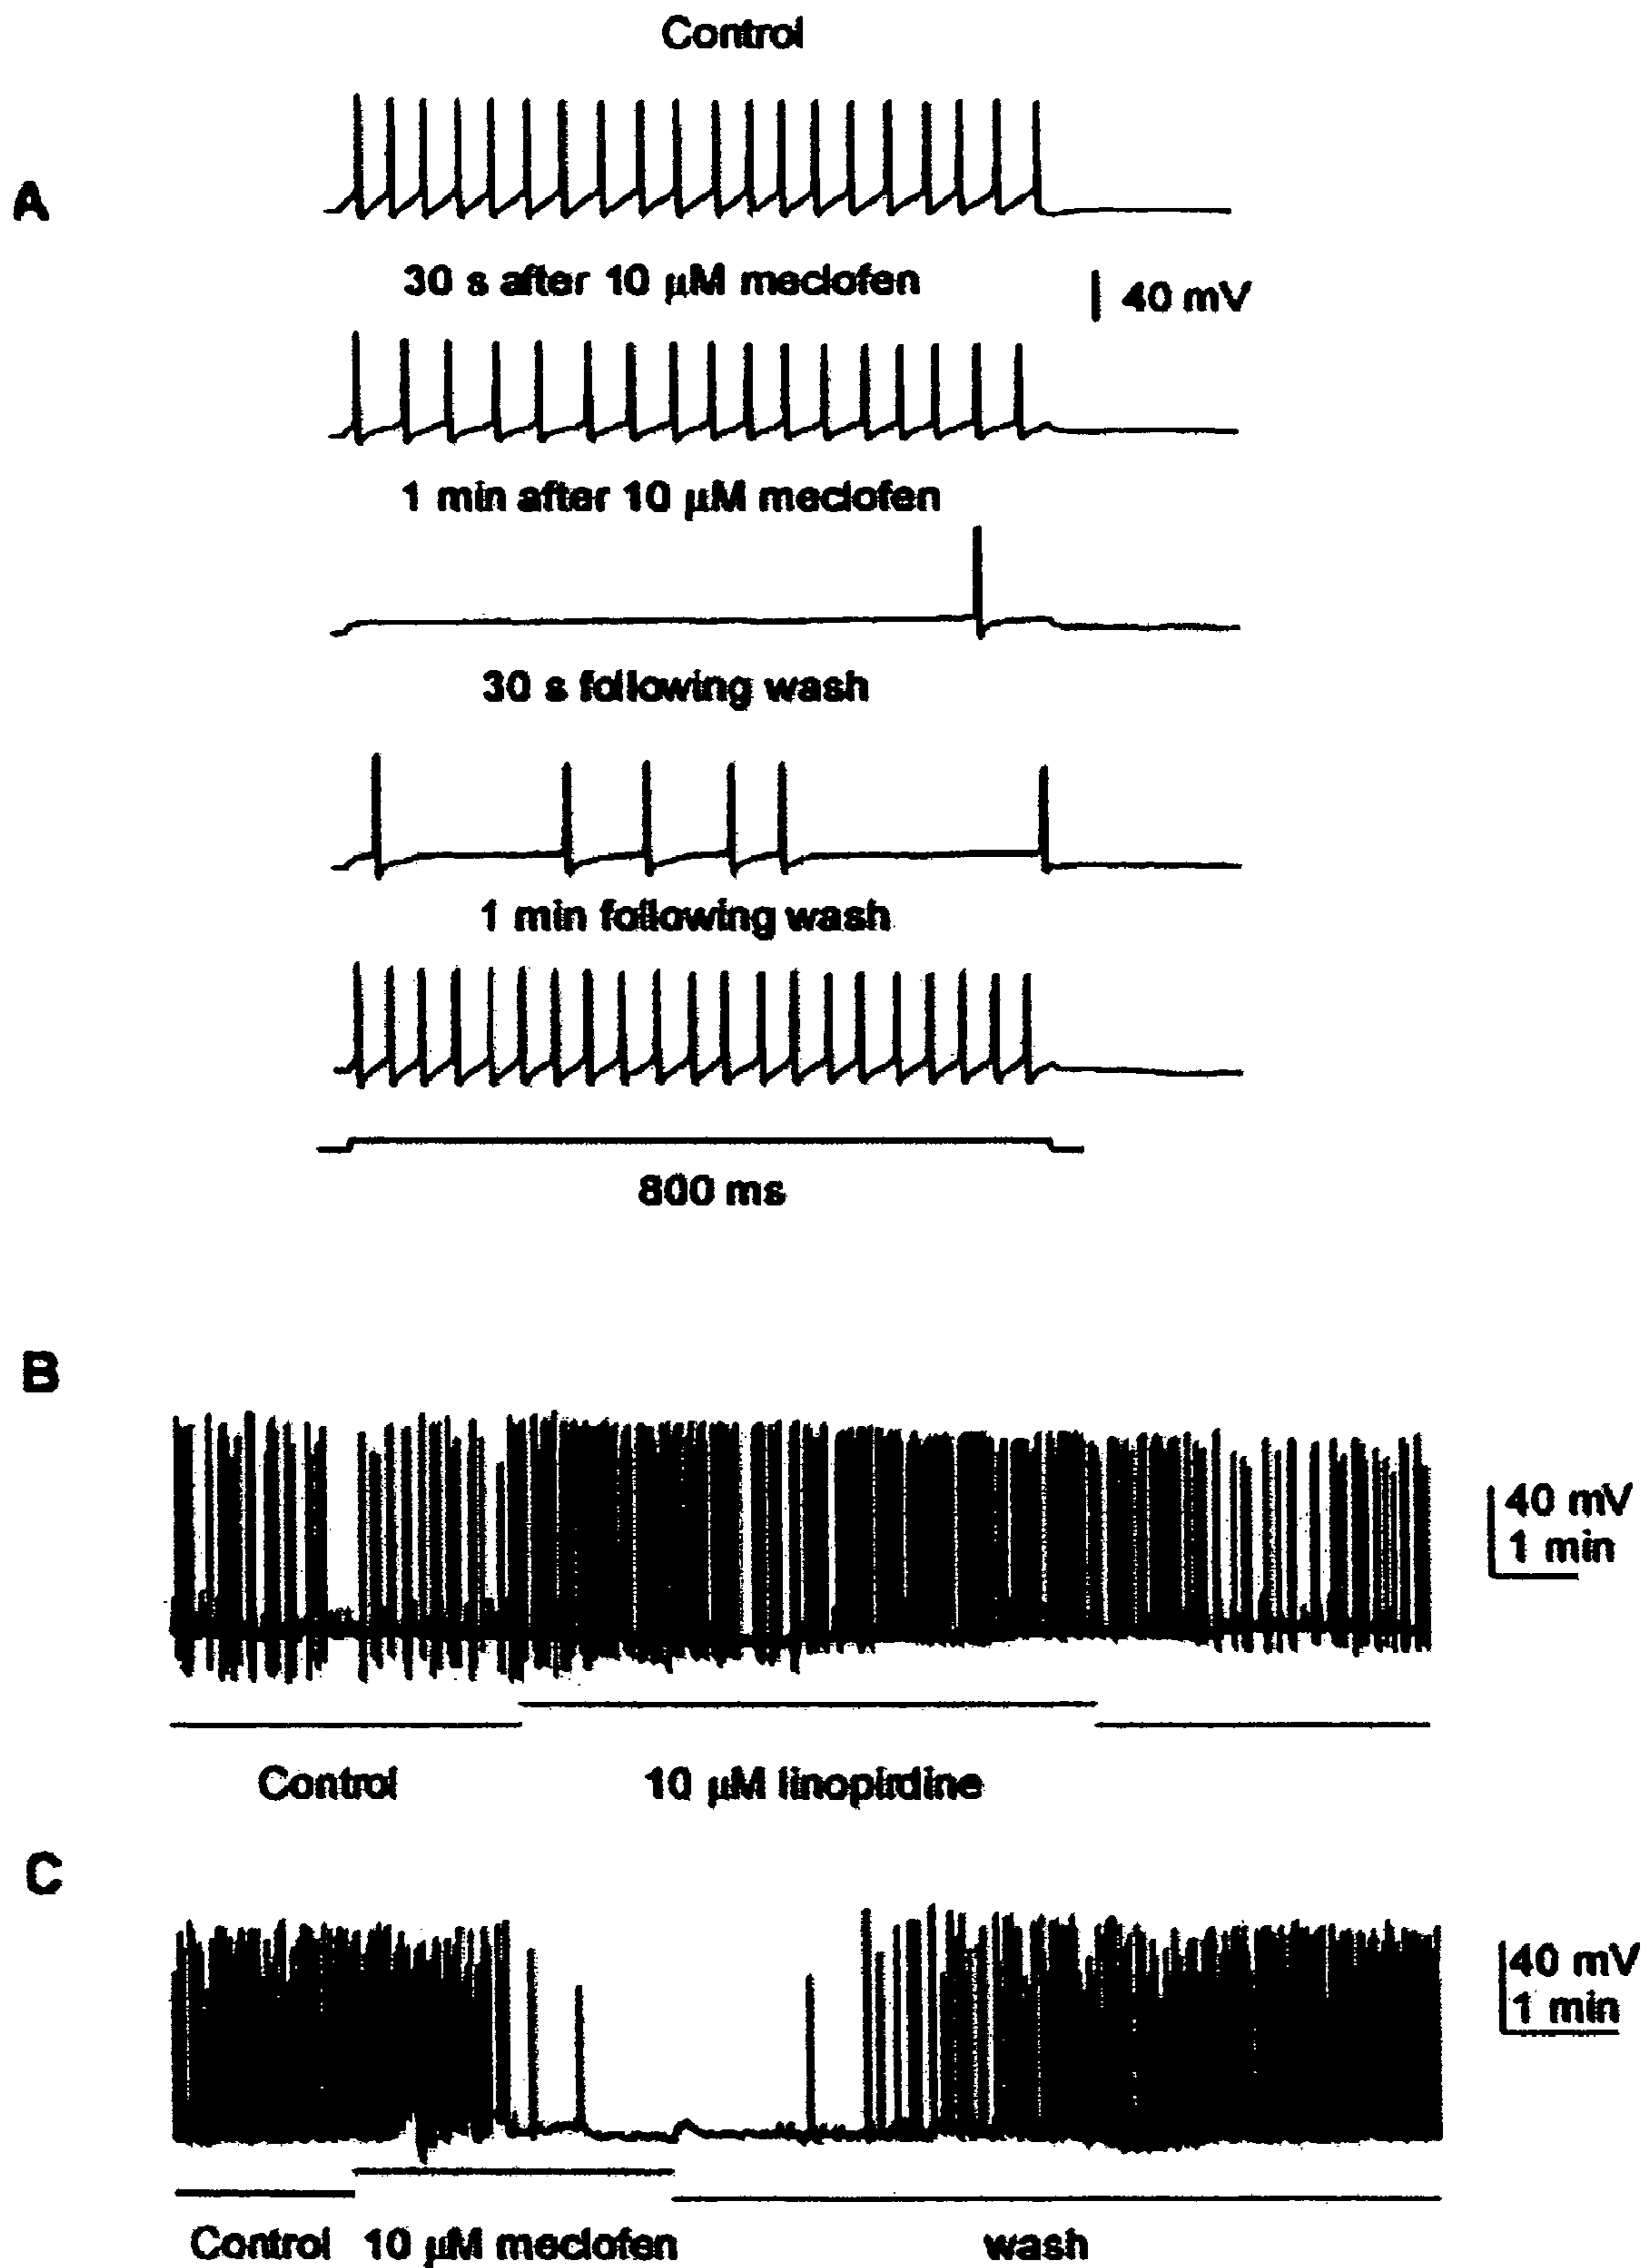 Control
A
30 s after 10 µM meclofen
40 mV
1 min after 10 µM meclofen
30 s following wash
1 min following wash
800 ms
B
40 mV
1 min
Control
10 µM linopirdine
C
40 mV
1 min
Control 10 µM meclofen wash